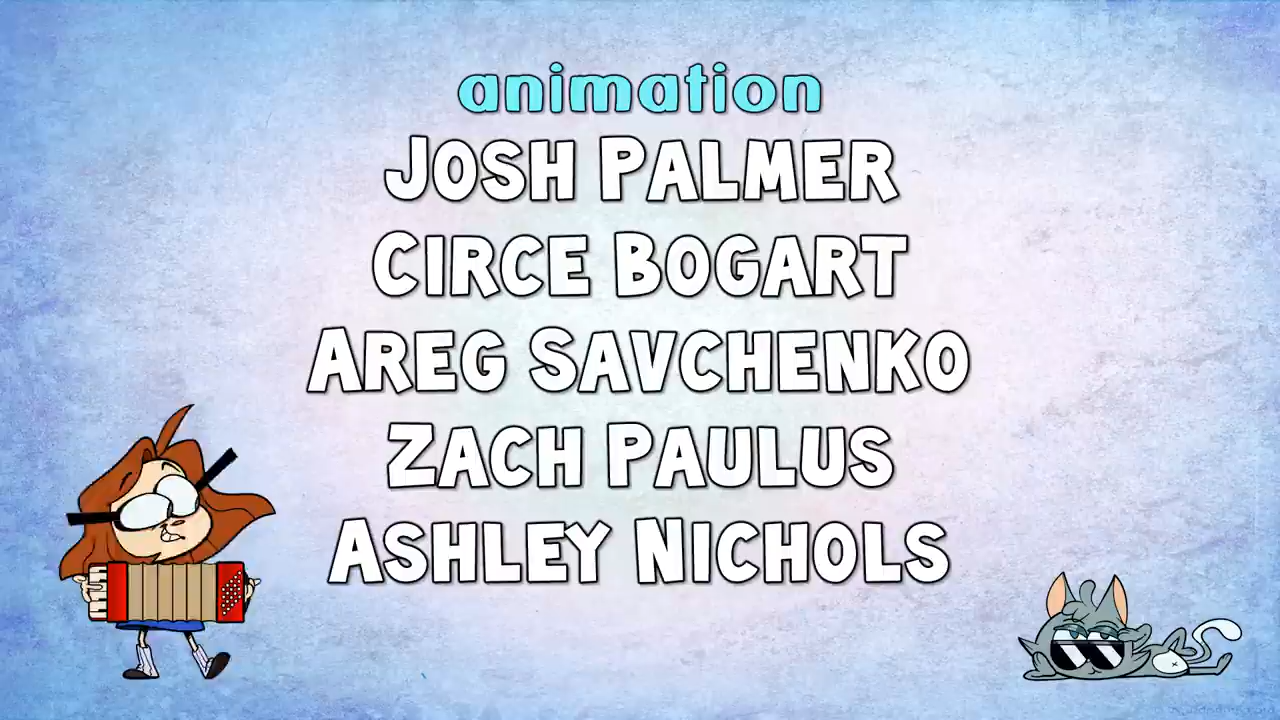 animation
JOSH PALMER
CIRCE BOGART
AREG SAVCHENKO
ZACH PAULUS
ASHLEY NICHOLS